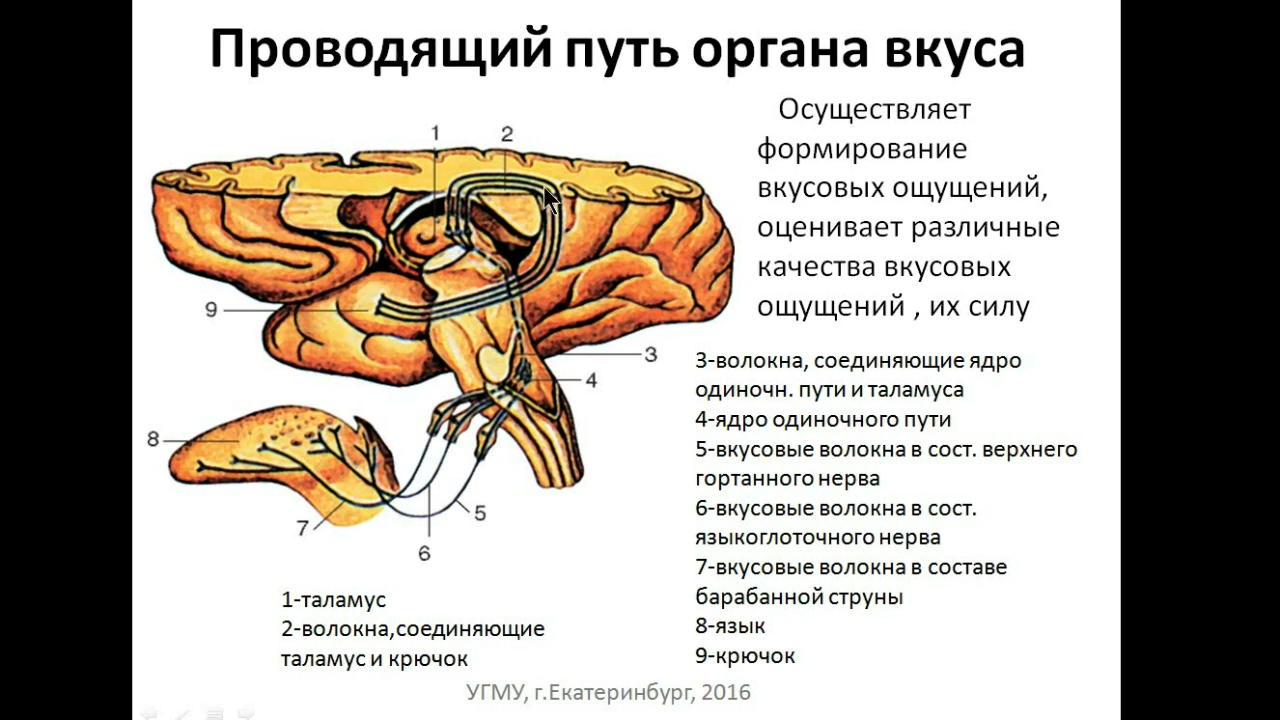 Проводящий путь органа вкуса
Осуществляет
формирование
вкусовых ощущений,
оценивает различные
качества вкусовых
ощущений , их силу
1
2
9
3
4
8
7
5
6
3-волокна, соединяющие ядро
одиночн. пути и таламуса
4-ядро одиночного пути
5-вкусовые волокна в сост. верхнего
гортанного нерва
6-вкусовые волокна в сост.
языкоглоточного нерва
7-вкусовые волокна в составе
барабанной струны
8-язык
9-крючок
1-таламус
2-волокна,соединяющие
таламус и крючок
УГМУ, г.Екатеринбург, 2016